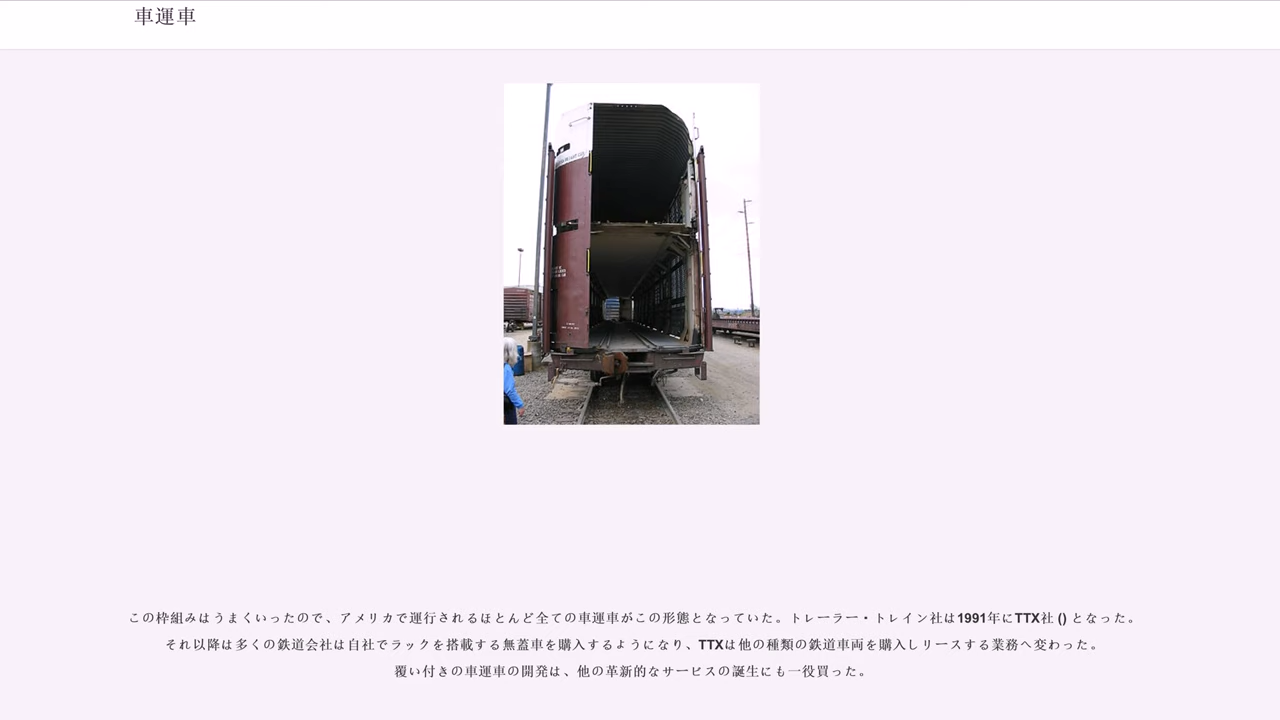 車運車
この枠組みはうまくいったので、アメリカで運行されるほとんど全ての車運車がこの形態となっていた。トレーラー・トレイン社は1991年にTTX社 () となった。
それ以降は多くの鉄道会社は自社でラックを搭載する無蓋車を購入するようになり、TTXは他の種類の鉄道車両を購入しリースする業務へ変わった。
覆い付きの車運車の開発は、他の革新的なサービスの誕生にも一役買った。